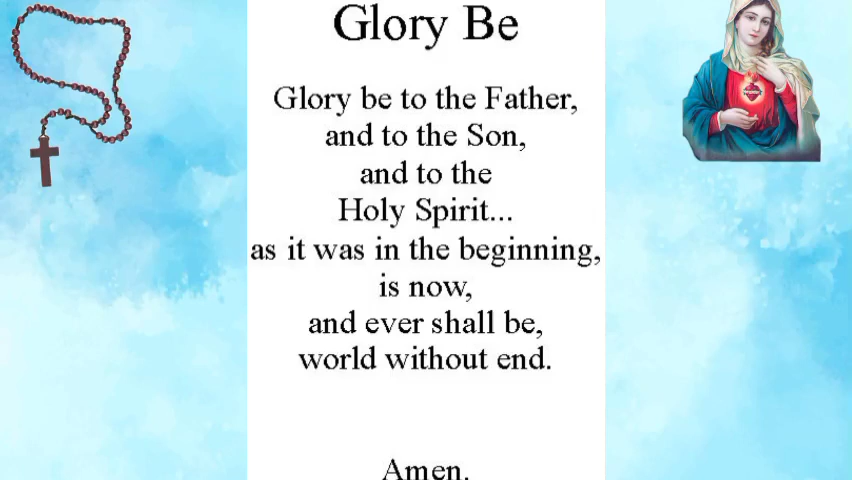 Glory Be
Glory be to the Father,
and to the Son,
and to the
Holy Spirit...
as it was in the beginning,
is now,
and ever shall be,
world without end.
Amen.